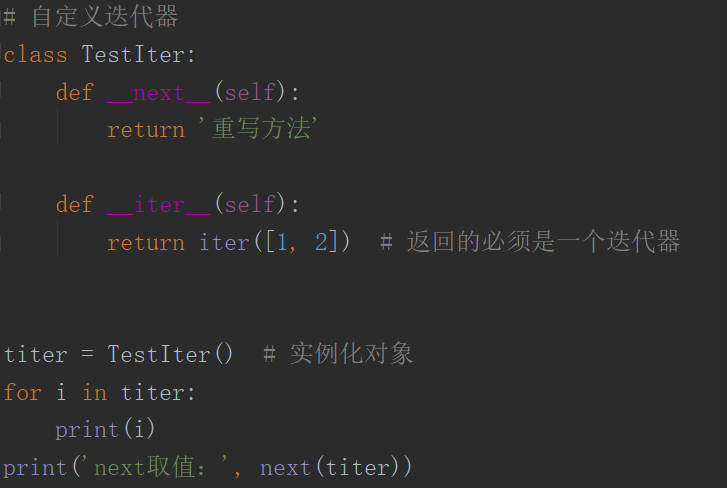 # 自定义迭代器
class TestIter:
    def __next__(self):
        return '重写方法'
    def __iter__(self):
        return iter([1, 2])  # 返回的必须是一个迭代器
titer = TestIter()  # 实例化对象
for i in titer:
    print(i)
print('next取值：', next(titer))